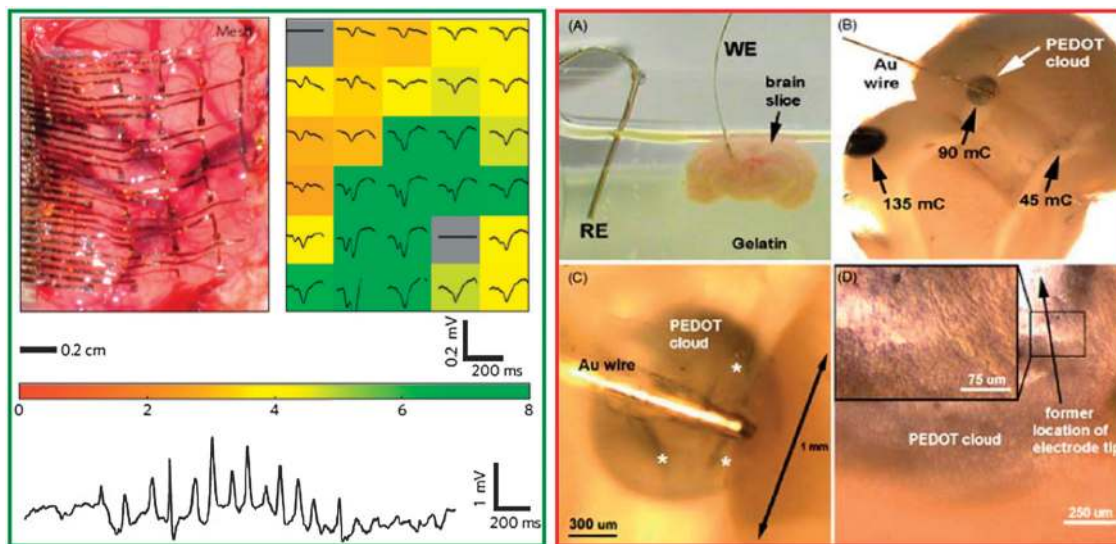 Mesh
0.2 cm
0.2 mV
200 ms
0
2
4
6
8
1 mV
200 ms
(A)
WE
brain
slice
RE
Gelatin
(B)
PEDOT
cloud
Au
wire
90 mC
135 mC
45 mC
(C)
PEDOT
cloud
Au wire
*
*
*
1 mm
300 um
(D)
75 um
former
location of
electrode tip
PEDOT cloud
250 um